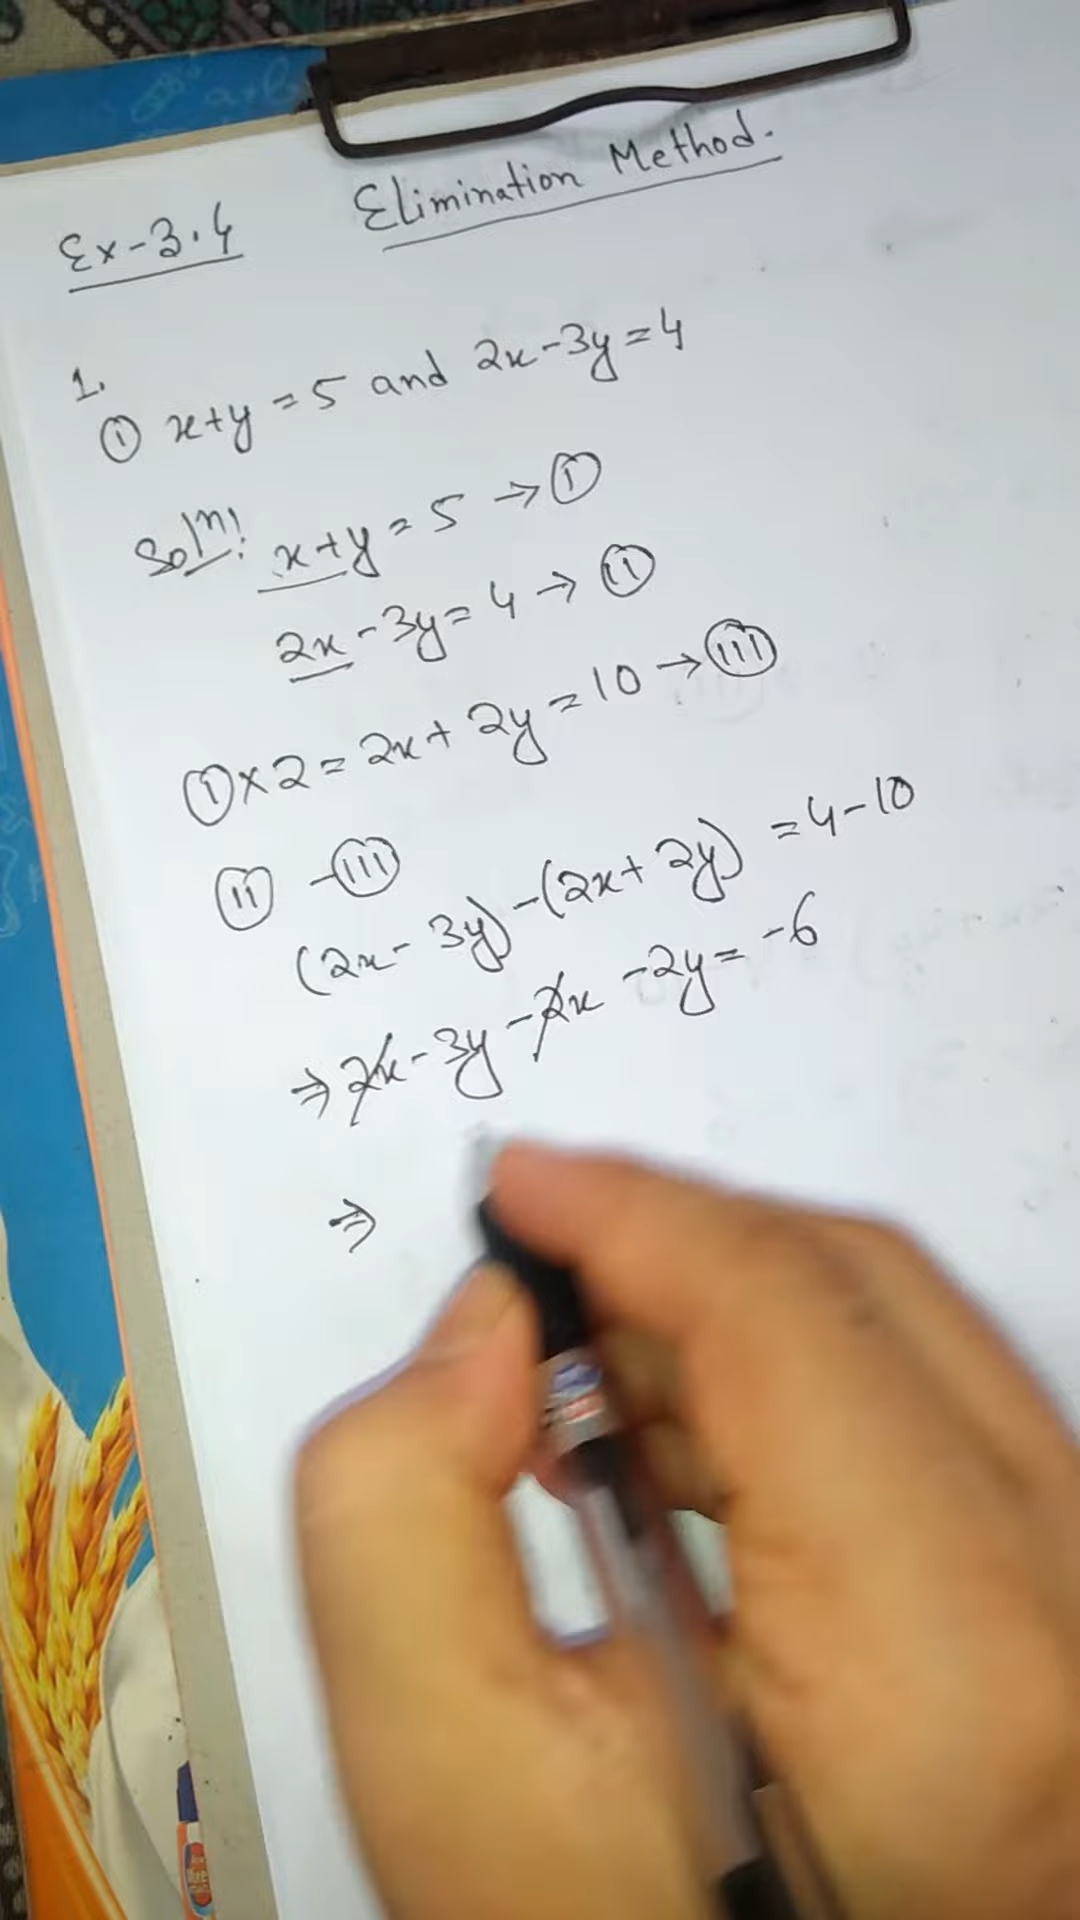 Elimination Method.
Ex-3.4
1.
ⓘ x+y = 5 and 2x-3y=4
Solⁿ! x+y = 5 → ⓘ
2x-3y= 4 → (ii)
ⓘ×2= 2x+ 2y = 10 → (iii)
(ii) - (iii)
(2x- 3y)-(2x+ 2y) = 4-10
⇒ 2x- 3y -2x -2y= -6
⇒